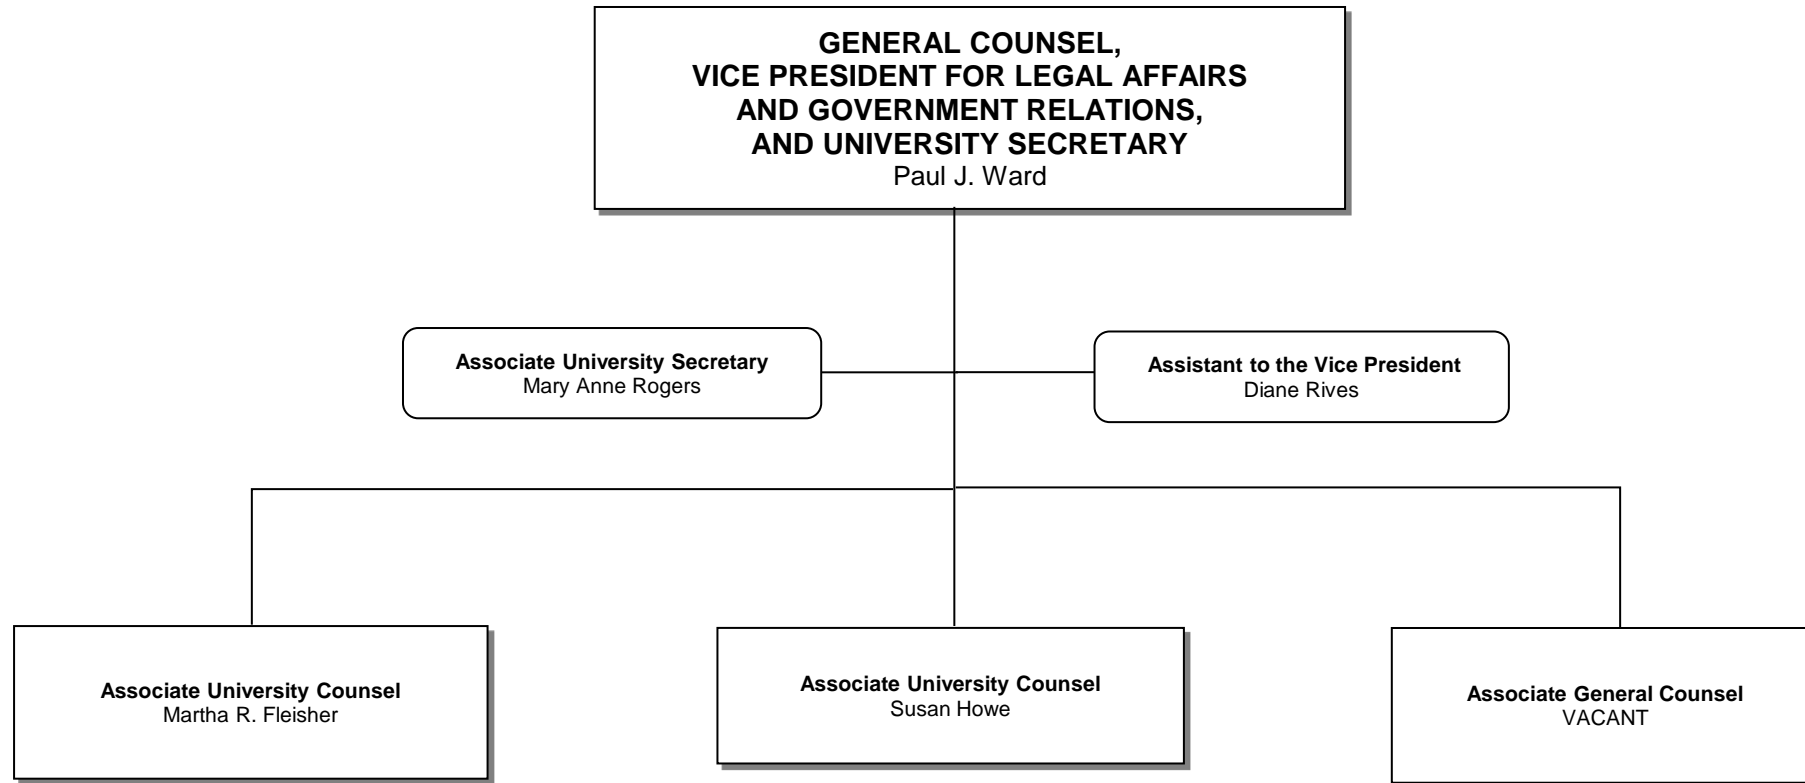 GENERAL COUNSEL,
VICE PRESIDENT FOR LEGAL AFFAIRS
AND GOVERNMENT RELATIONS,
AND UNIVERSITY SECRETARY
Paul J. Ward
Associate University Secretary
Mary Anne Rogers
Assistant to the Vice President
Diane Rives
Associate University Counsel
Martha R. Fleisher
Associate University Counsel
Susan Howe
Associate General Counsel
VACANT